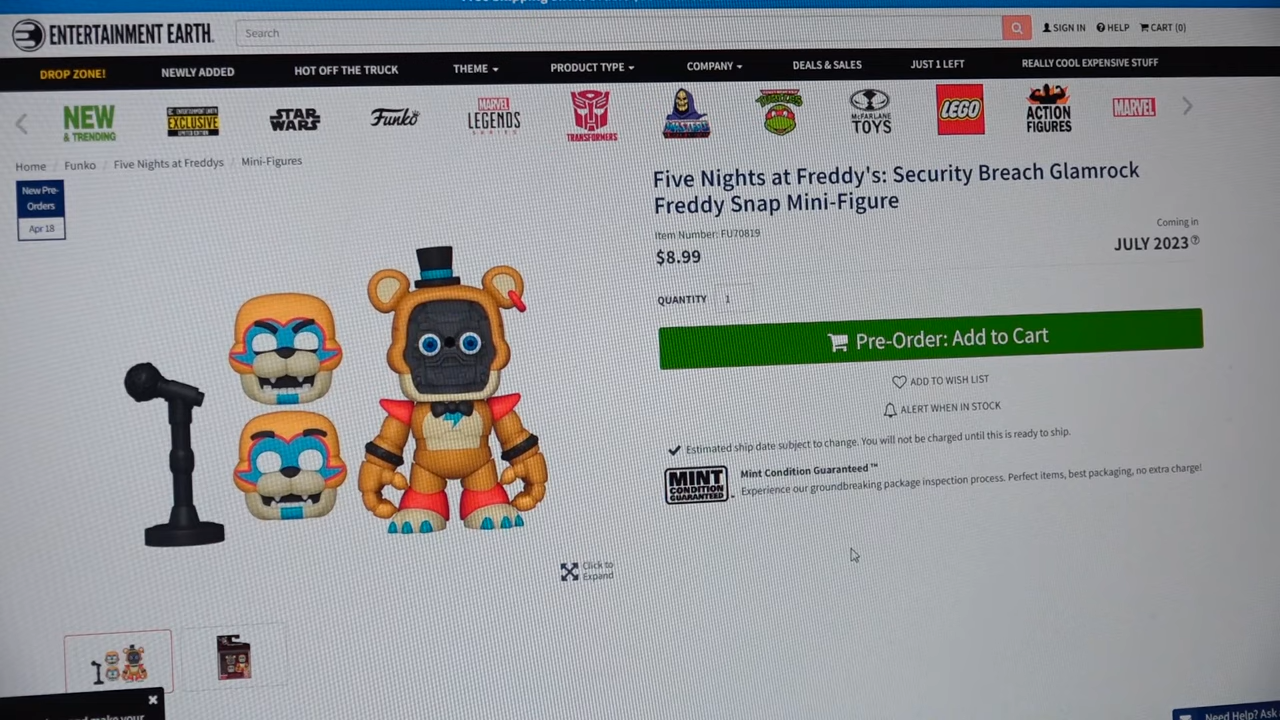 ENTERTAINMENT EARTH
Search
SIGN IN
HELP
CART (0)
DROP ZONE!
NEWLY ADDED
HOT OFF THE TRUCK
THEME
PRODUCT TYPE
COMPANY
DEALS & SALES
JUST 1 LEFT
REALLY COOL EXPENSIVE STUFF
NEW
& TRENDING
EXCLUSIVE
STAR
WARS
Funko
MARVEL
LEGENDS
SERIES
TRANSFORMERS
MASTERS
TURTLES
McFARLANE
TOYS
LEGO
ACTION
FIGURES
MARVEL
Home / Funko / Five Nights at Freddys / Mini-Figures
New Pre-
Orders
Apr 18
Five Nights at Freddy's: Security Breach Glamrock
Freddy Snap Mini-Figure
Item Number: FU70819
$8.99
Coming in
JULY 2023
QUANTITY 1
Pre-Order: Add to Cart
ADD TO WISH LIST
ALERT WHEN IN STOCK
Estimated ship date subject to change. You will not be charged until this is ready to ship.
MINT
CONDITION
GUARANTEED
Mint Condition Guaranteed™
Experience our groundbreaking package inspection process. Perfect items, best packaging, no extra charge!
Click to
Expand
Need Help? Ask